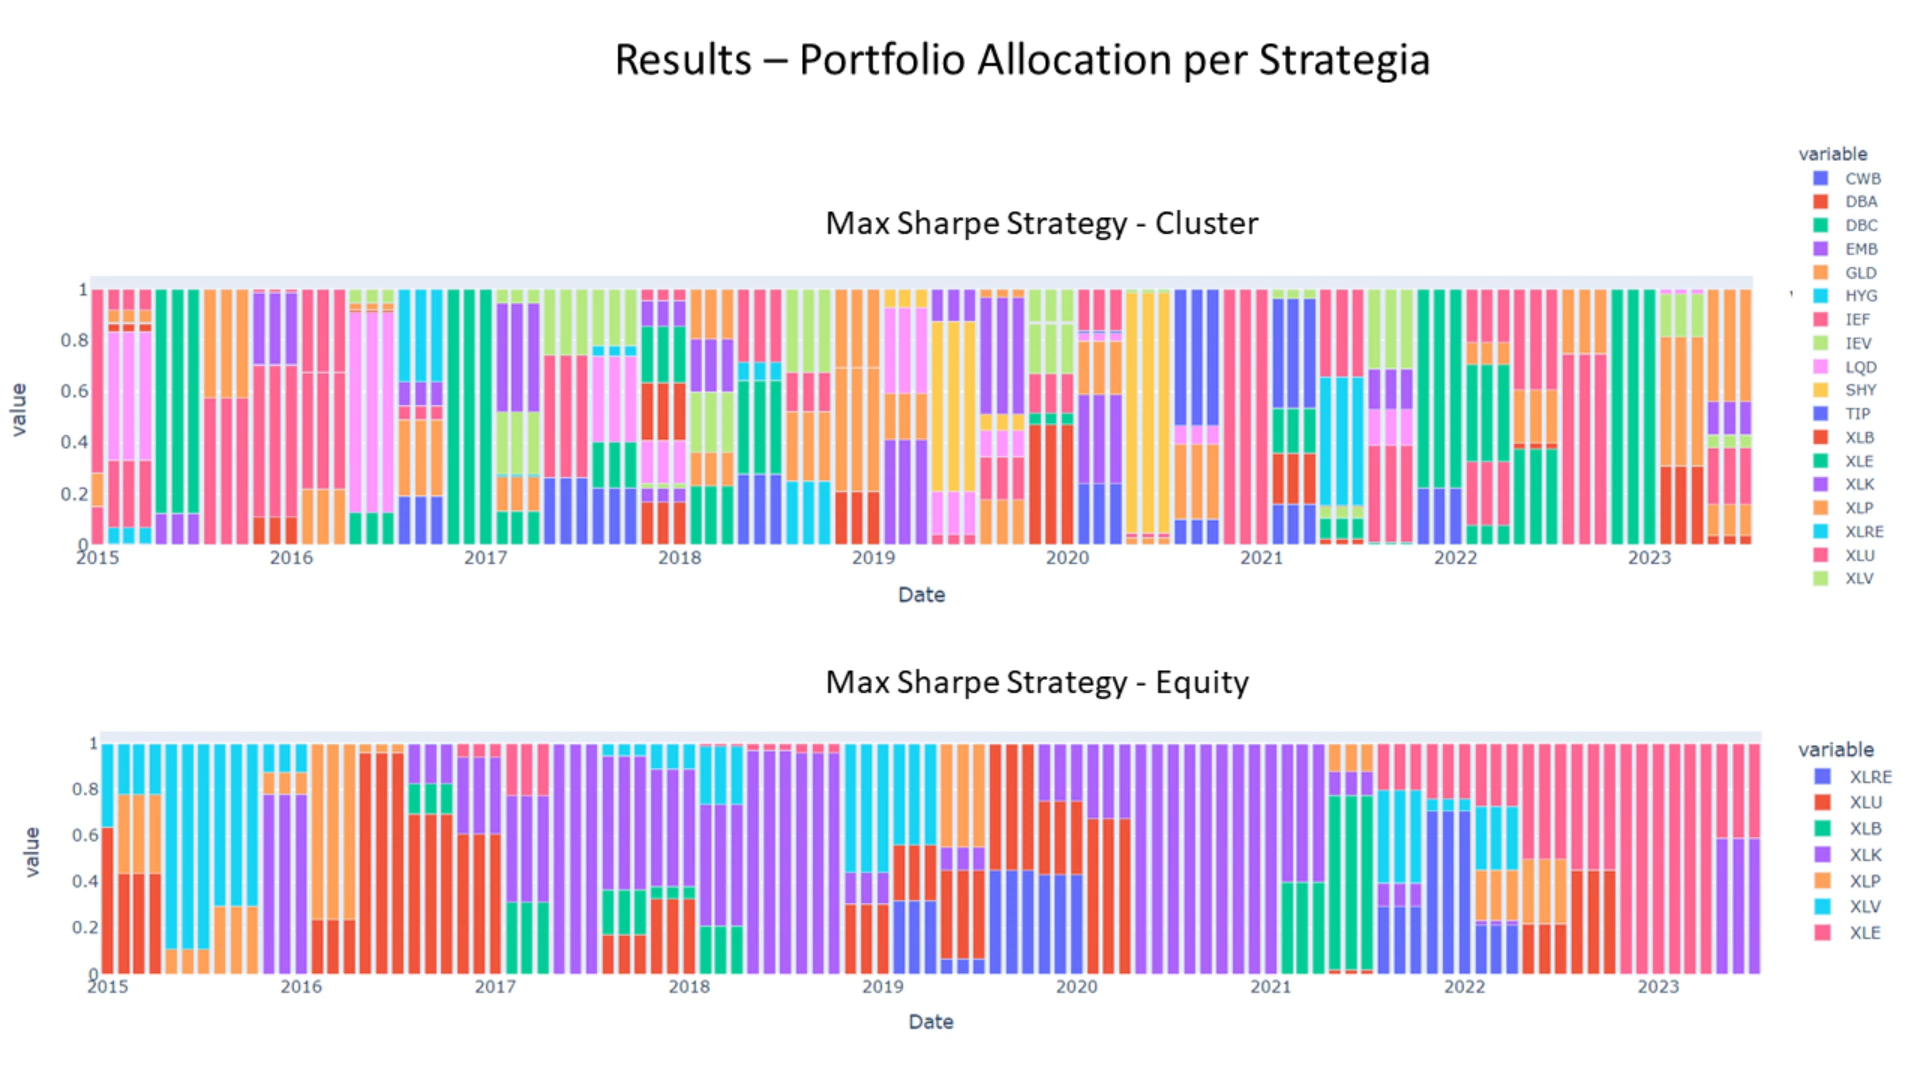 Results – Portfolio Allocation per Strategia
Max Sharpe Strategy - Cluster
value
1
0.8
0.6
0.4
0.2
0
2015 2016 2017 2018 2019 2020 2021 2022 2023
Date
variable
CWB
DBA
DBC
EMB
GLD
HYG
IEF
IEV
LQD
SHY
TIP
XLB
XLE
XLK
XLP
XLRE
XLU
XLV
Max Sharpe Strategy - Equity
value
1
0.8
0.6
0.4
0.2
0
2015 2016 2017 2018 2019 2020 2021 2022 2023
Date
variable
XLRE
XLU
XLB
XLK
XLP
XLV
XLE